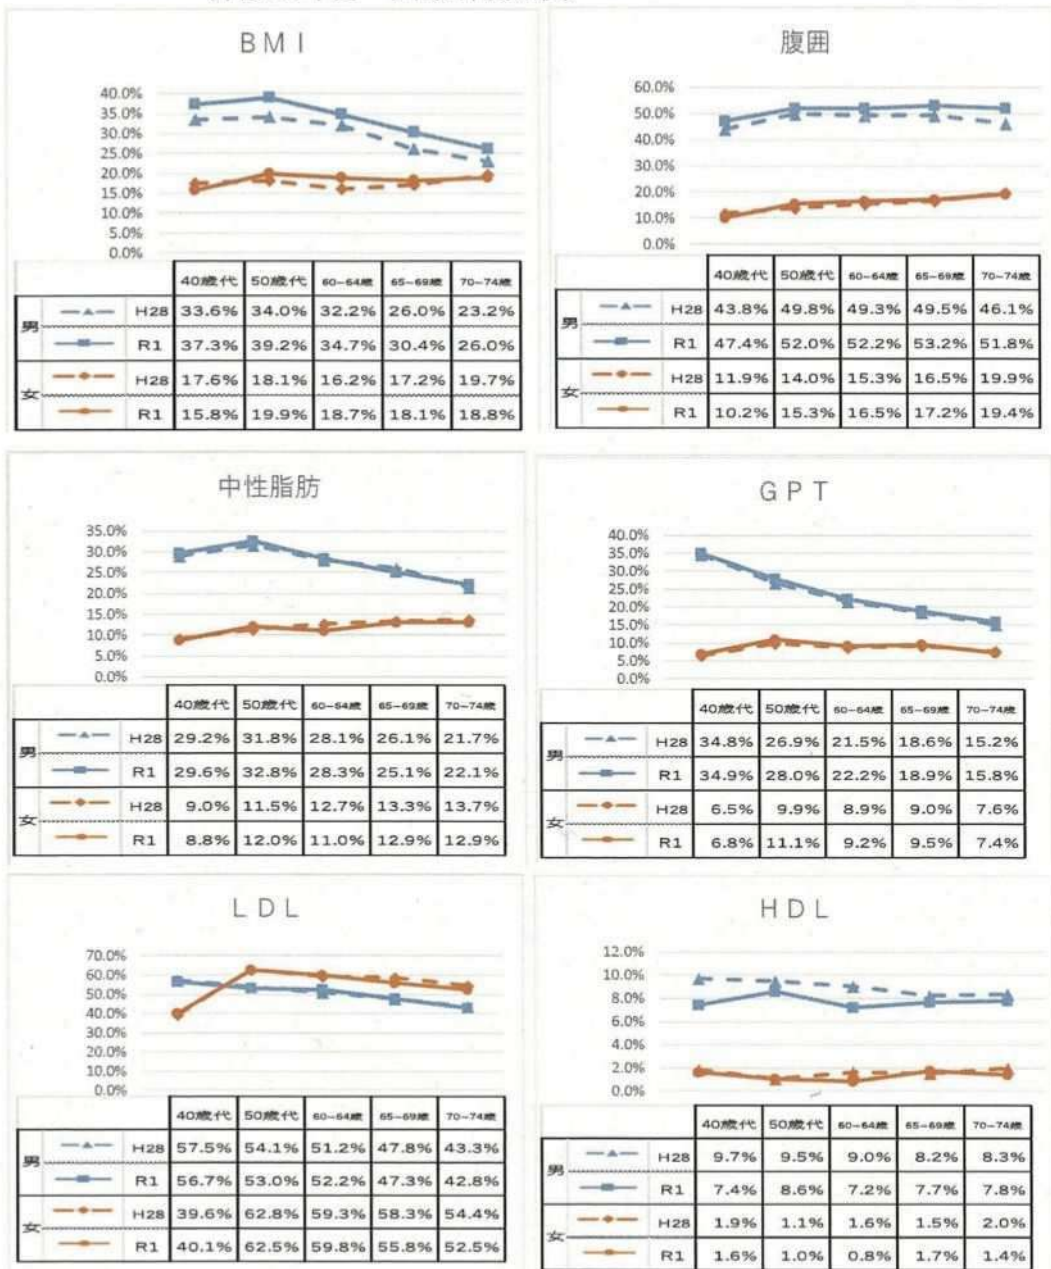 BMI
40.0%
35.0%
30.0%
25.0%
20.0%
15.0%
10.0%
5.0%
0.0%
40歳代 50歳代 60~64歳 65~69歳 70~74歳
男 H28 33.6% 34.0% 32.2% 26.0% 23.2%
R1 37.3% 39.2% 34.7% 30.4% 26.0%
女 H28 17.6% 18.1% 16.2% 17.2% 19.7%
R1 15.8% 19.9% 18.7% 18.1% 18.8%
腹囲
60.0%
50.0%
40.0%
30.0%
20.0%
10.0%
0.0%
40歳代 50歳代 60~64歳 65~69歳 70~74歳
男 H28 43.8% 49.8% 49.3% 49.5% 46.1%
R1 47.4% 52.0% 52.2% 53.2% 51.8%
女 H28 11.9% 14.0% 15.3% 16.5% 19.9%
R1 10.2% 15.3% 16.5% 17.2% 19.4%
中性脂肪
35.0%
30.0%
25.0%
20.0%
15.0%
10.0%
5.0%
0.0%
40歳代 50歳代 60~64歳 65~69歳 70~74歳
男 H28 29.2% 31.8% 28.1% 26.1% 21.7%
R1 29.6% 32.8% 28.3% 25.1% 22.1%
女 H28 9.0% 11.5% 12.7% 13.3% 13.7%
R1 8.8% 12.0% 11.0% 12.9% 12.9%
GPT
40.0%
35.0%
30.0%
25.0%
20.0%
15.0%
10.0%
5.0%
0.0%
40歳代 50歳代 60~64歳 65~69歳 70~74歳
男 H28 34.8% 26.9% 21.5% 18.6% 15.2%
R1 34.9% 28.0% 22.2% 18.9% 15.8%
女 H28 6.5% 9.9% 8.9% 9.0% 7.6%
R1 6.8% 11.1% 9.2% 9.5% 7.4%
LDL
70.0%
60.0%
50.0%
40.0%
30.0%
20.0%
10.0%
0.0%
40歳代 50歳代 60~64歳 65~69歳 70~74歳
男 H28 57.5% 54.1% 51.2% 47.8% 43.3%
R1 56.7% 53.0% 52.2% 47.3% 42.8%
女 H28 39.6% 62.8% 59.3% 58.3% 54.4%
R1 40.1% 62.5% 59.8% 55.8% 52.5%
HDL
12.0%
10.0%
8.0%
6.0%
4.0%
2.0%
0.0%
40歳代 50歳代 60~64歳 65~69歳 70~74歳
男 H28 9.7% 9.5% 9.0% 8.2% 8.3%
R1 7.4% 8.6% 7.2% 7.7% 7.8%
女 H28 1.9% 1.1% 1.6% 1.5% 2.0%
R1 1.6% 1.0% 0.8% 1.7% 1.4%